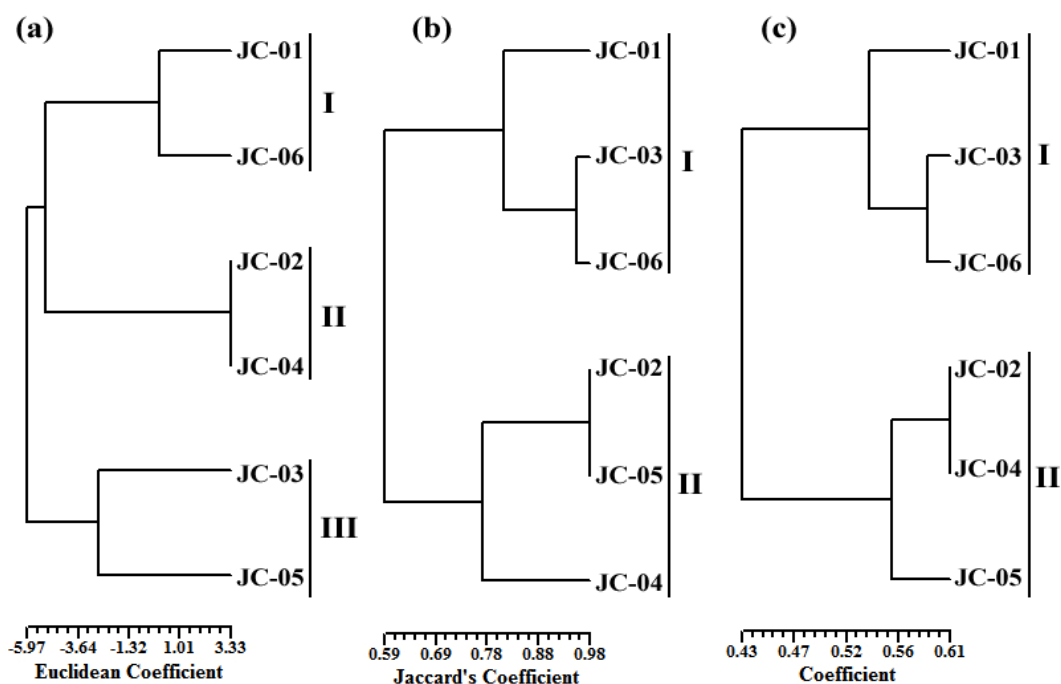 (a)
JC-01
I
JC-06
JC-02
II
JC-04
JC-03
III
JC-05
-5.97 -3.64 -1.32 1.01 3.33
Euclidean Coefficient
(b)
JC-01
JC-03
I
JC-06
JC-02
JC-05
II
JC-04
0.59 0.69 0.78 0.88 0.98
Jaccard's Coefficient
(c)
JC-01
JC-03
I
JC-06
JC-02
JC-04
II
JC-05
0.43 0.47 0.52 0.56 0.61
Coefficient